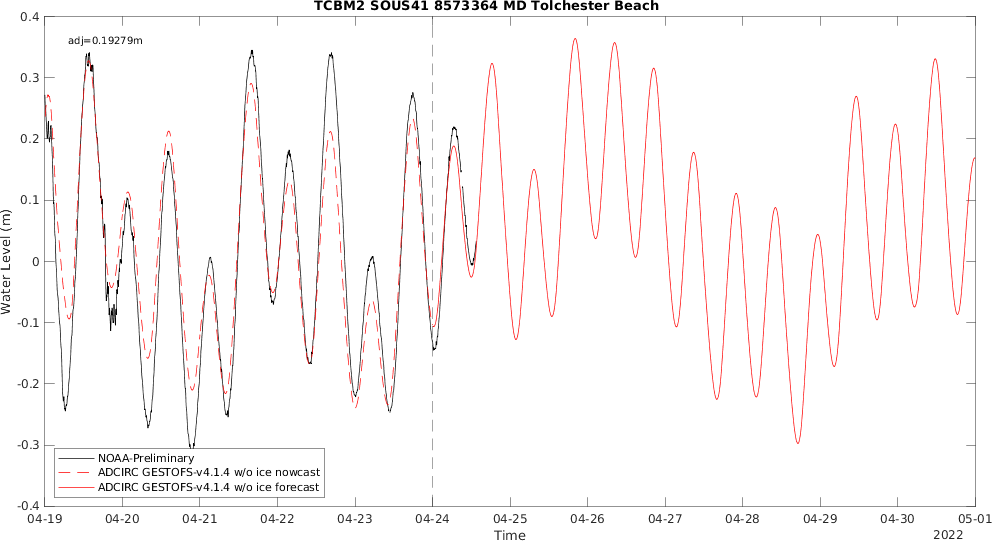 TCBM2 SOUS41 8573364 MD Tolchester Beach
adj=0.19279m
0.4
0.3
0.2
0.1
0
-0.1
-0.2
-0.3
-0.4
Water Level (m)
NOAA-Preliminary
ADCIRC GESTOFS-v4.1.4 w/o ice nowcast
ADCIRC GESTOFS-v4.1.4 w/o ice forecast
04-19 04-20 04-21 04-22 04-23 04-24 04-25 04-26 04-27 04-28 04-29 04-30 05-01
Time
2022